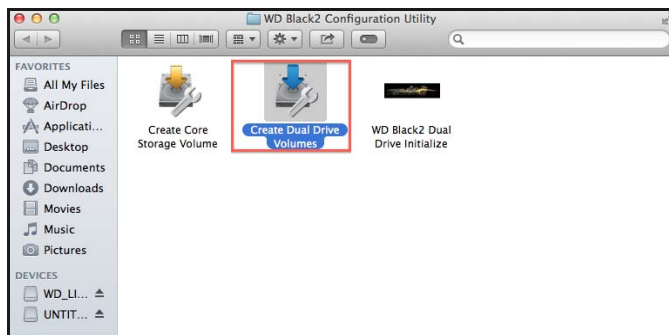 WD Black2 Configuration Utility
FAVORITES
All My Files
AirDrop
Applicati...
Desktop
Documents
Downloads
Movies
Music
Pictures
DEVICES
WD_LI...
UNTIT...
Create Core
Storage Volume
Create Dual Drive
Volumes
WD Black2 Dual
Drive Initialize